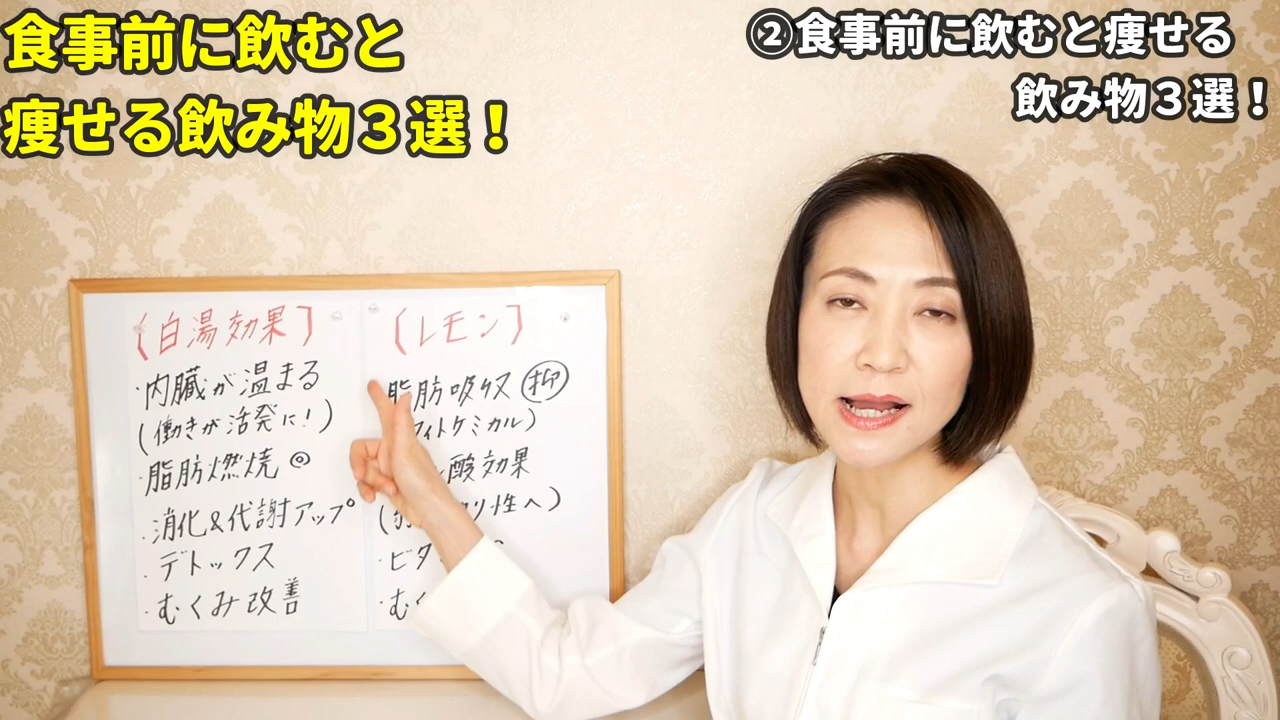 食事前に飲むと
痩せる飲み物３選！
②食事前に飲むと痩せる
飲み物３選！
〔白湯効果〕
・内臓が温まる
(働きが活発に！)
・脂肪燃焼◎
・消化&代謝アップ
・デトックス
・むくみ改善
〔レモン〕
脂肪吸収㊥抑
フィトケミカル)
酸効果
リ性へ)
・ビタ
・むく